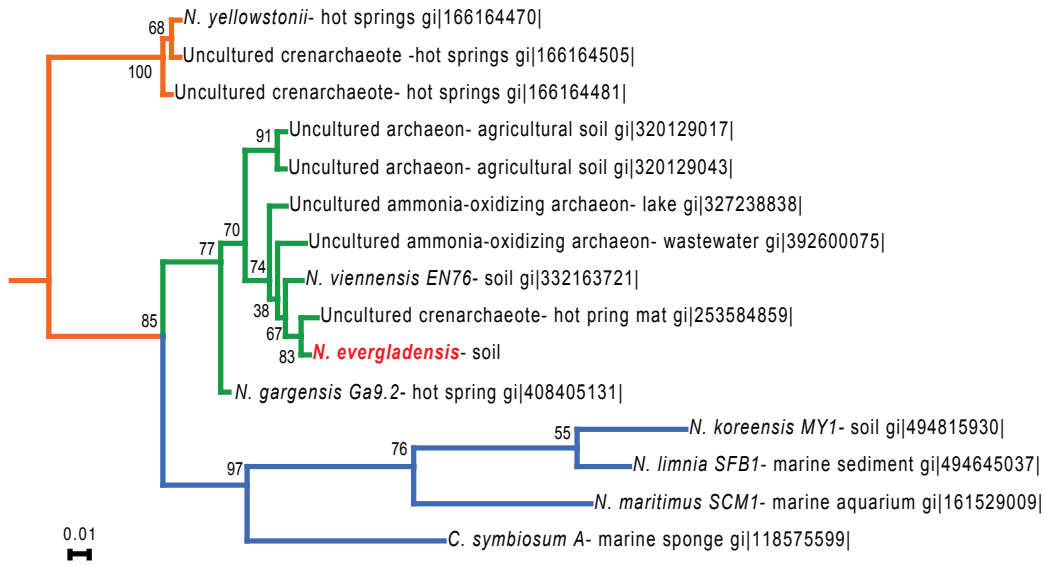 N. yellowstonii- hot springs gi|166164470|
68
Uncultured crenarchaeote -hot springs gi|166164505|
100
Uncultured crenarchaeote- hot springs gi|166164481|
91
Uncultured archaeon- agricultural soil gi|320129017|
Uncultured archaeon- agricultural soil gi|320129043|
Uncultured ammonia-oxidizing archaeon- lake gi|327238838|
70
77
Uncultured ammonia-oxidizing archaeon- wastewater gi|392600075|
74
N. viennensis EN76- soil gi|332163721|
38
Uncultured crenarchaeote- hot pring mat gi|253584859|
85
67
83
N. evergladensis- soil
N. gargensis Ga9.2- hot spring gi|408405131|
N. koreensis MY1- soil gi|494815930|
55
76
97
N. limnia SFB1- marine sediment gi|494645037|
N. maritimus SCM1- marine aquarium gi|161529009|
0.01
C. symbiosum A- marine sponge gi|118575599|